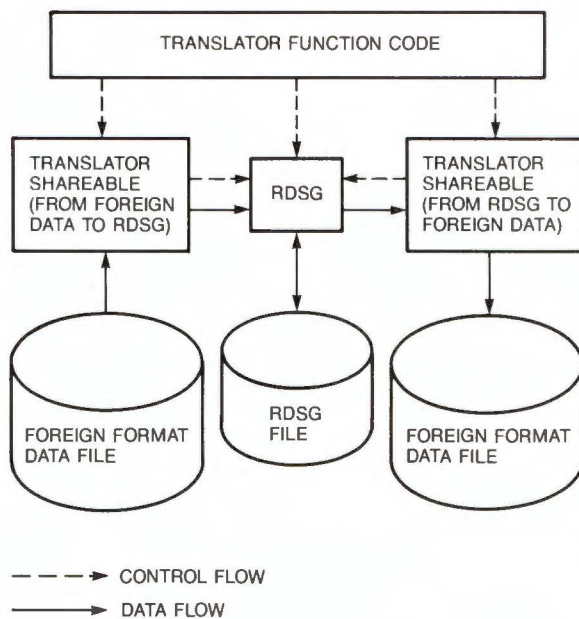 TRANSLATOR FUNCTION CODE
TRANSLATOR
SHAREABLE
(FROM FOREIGN
DATA TO RDSG)
RDSG
TRANSLATOR
SHAREABLE
(FROM RDSG TO
FOREIGN DATA)
FOREIGN FORMAT
DATA FILE
RDSG
FILE
FOREIGN FORMAT
DATA FILE
CONTROL FLOW
DATA FLOW